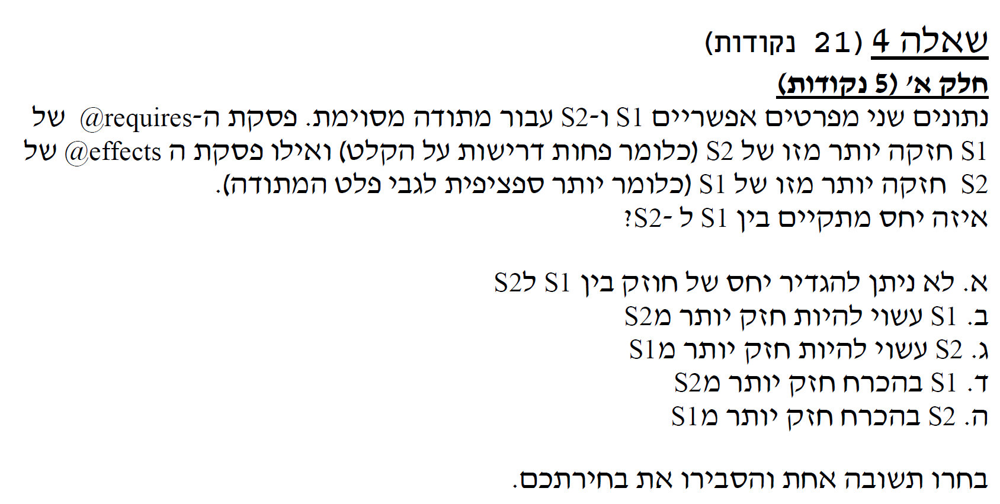 שאלה 4 (21 נקודות)
חלק א' (5 נקודות)
נתונים שני מפרטים אפשריים S1 ו-S2 עבור מתודה מסוימת. פסקת ה-@requires של
S1 חזקה יותר מזו של S2 (כלומר פחות דרישות על הקלט) ואילו פסקת ה @effects של
S2 חזקה יותר מזו של S1 (כלומר יותר ספציפית לגבי פלט המתודה).
איזה יחס מתקיים בין S1 ל -S2?
א. לא ניתן להגדיר יחס של חוזק בין S1 לS2
ב. S1 עשוי להיות חזק יותר מS2
ג. S2 עשוי להיות חזק יותר מS1
ד. S1 בהכרח חזק יותר מS2
ה. S2 בהכרח חזק יותר מS1
בחרו תשובה אחת והסבירו את בחירתכם.